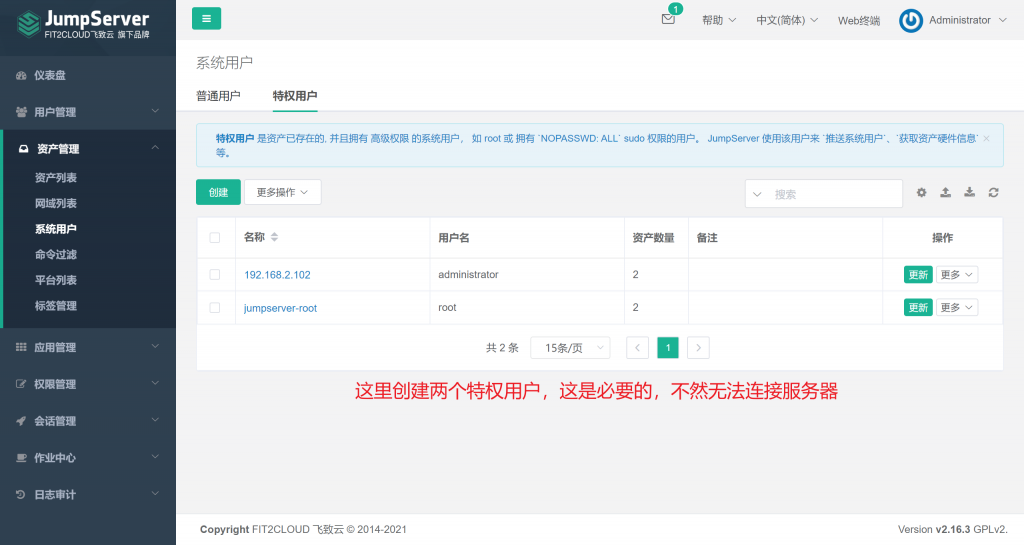 JumpServer
FIT2CLOUD飞致云 旗下品牌
1
帮助
中文(简体)
Web终端
Administrator
仪表盘
用户管理
资产管理
资产列表
网域列表
系统用户
命令过滤
平台列表
标签管理
应用管理
权限管理
会话管理
作业中心
日志审计
系统用户
普通用户
特权用户
特权用户 是资产已存在的, 并且拥有 高级权限 的系统用户， 如 root 或 拥有 `NOPASSWD: ALL` sudo 权限的用户。 JumpServer 使用该用户来 `推送系统用户`、`获取资产硬件信息`
等。
创建
更多操作
搜索
名称
用户名
资产数量
备注
操作
192.168.2.102
administrator
2
更新
更多
jumpserver-root
root
2
更新
更多
共 2 条
15条/页
1
这里创建两个特权用户，这是必要的，不然无法连接服务器
Copyright FIT2CLOUD 飞致云 © 2014-2021
Version v2.16.3 GPLv2.